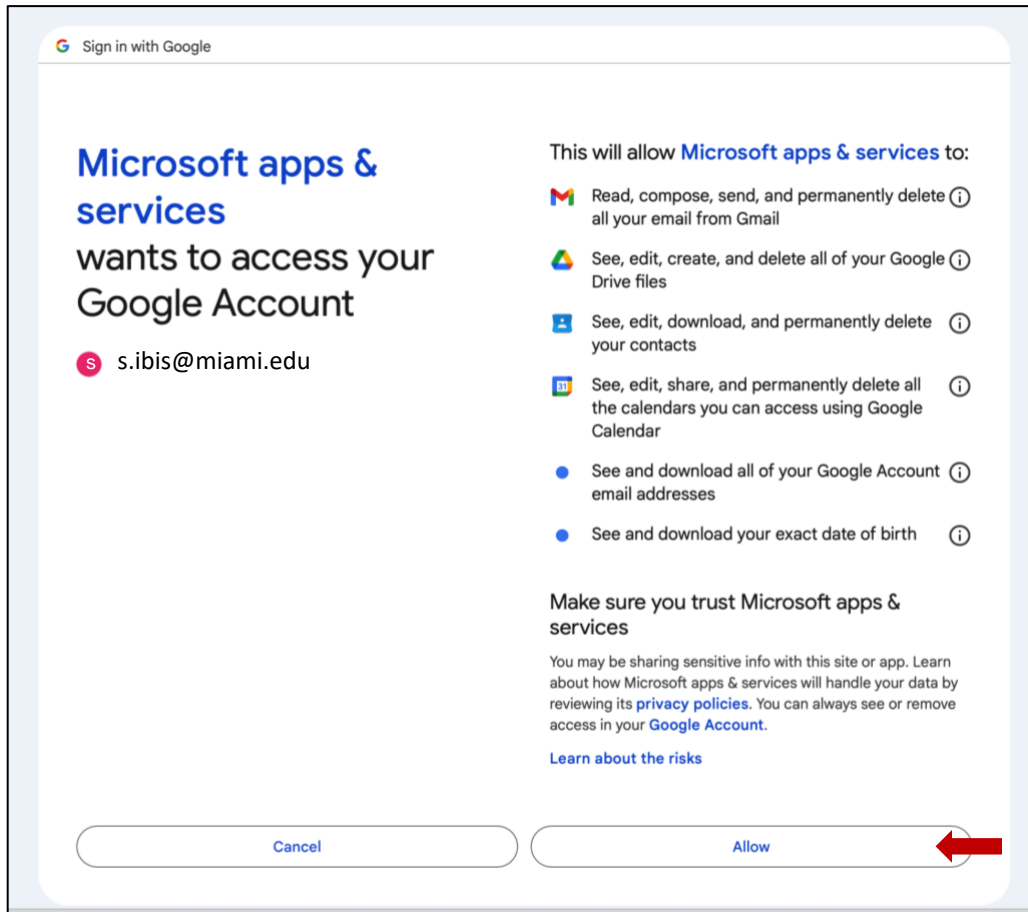 Sign in with Google
Microsoft apps &
services
wants to access your
Google Account
S
s.ibis@miami.edu
This will allow Microsoft apps & services to:
Read, compose, send, and permanently delete
all your email from Gmail
See, edit, create, and delete all of your Google
Drive files
See, edit, download, and permanently delete
your contacts
31
See, edit, share, and permanently delete all
the calendars you can access using Google
Calendar
See and download all of your Google Account
email addresses
See and download your exact date of birth
Make sure you trust Microsoft apps &
services
You may be sharing sensitive info with this site or app. Learn
about how Microsoft apps & services will handle your data by
reviewing its privacy policies. You can always see or remove
access in your Google Account.
Learn about the risks
Cancel
Allow